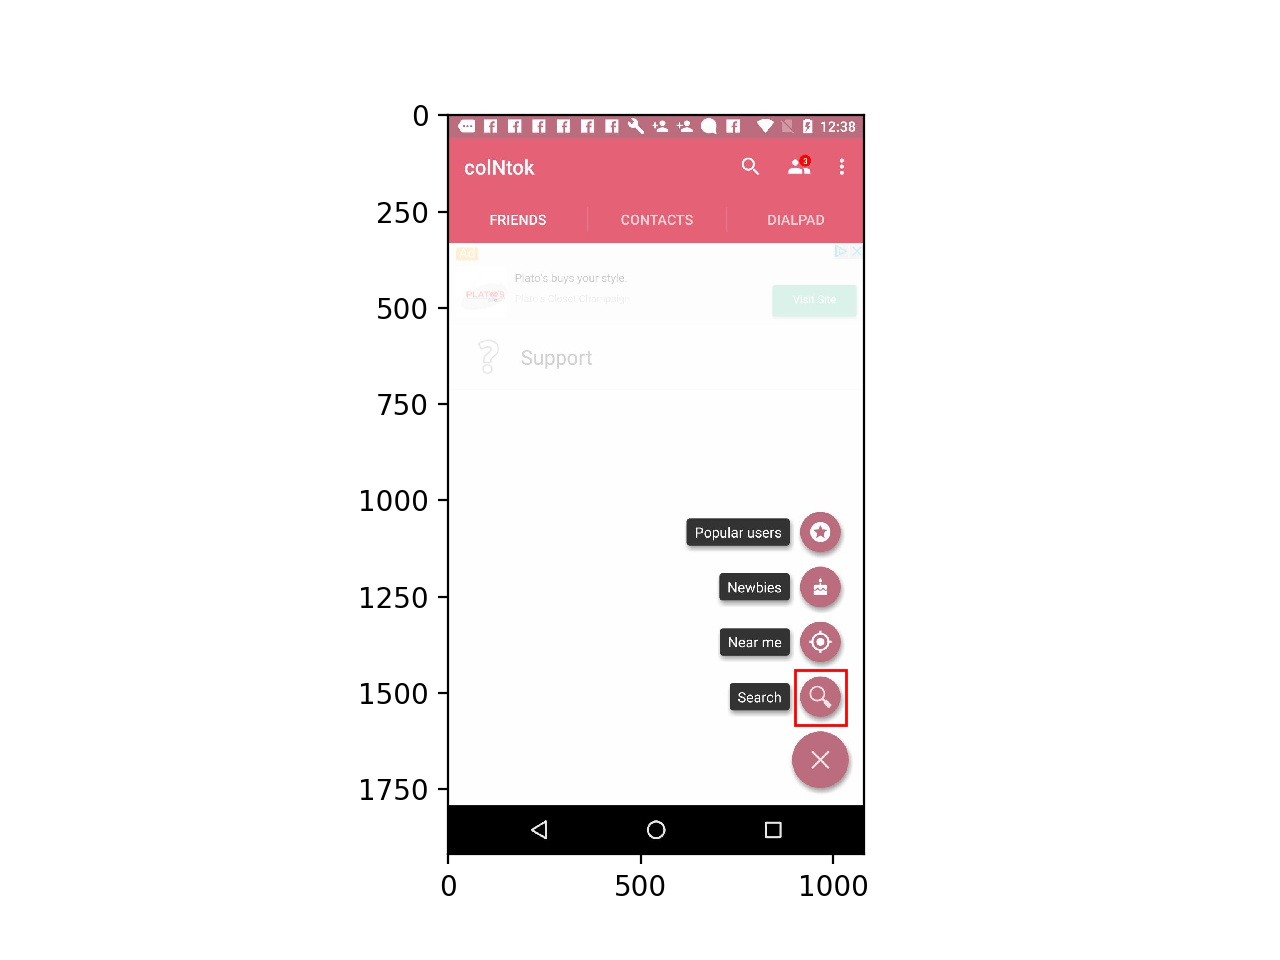 0
250
500
750
1000
1250
1500
1750
12:38
colNtok
3
FRIENDS
CONTACTS
DIALPAD
Ad
Plato's buys your style.
PLATO'S
Plato's Closet Champaign
Visit Site
Support
Popular users
Newbies
Near me
Search
0
500
1000